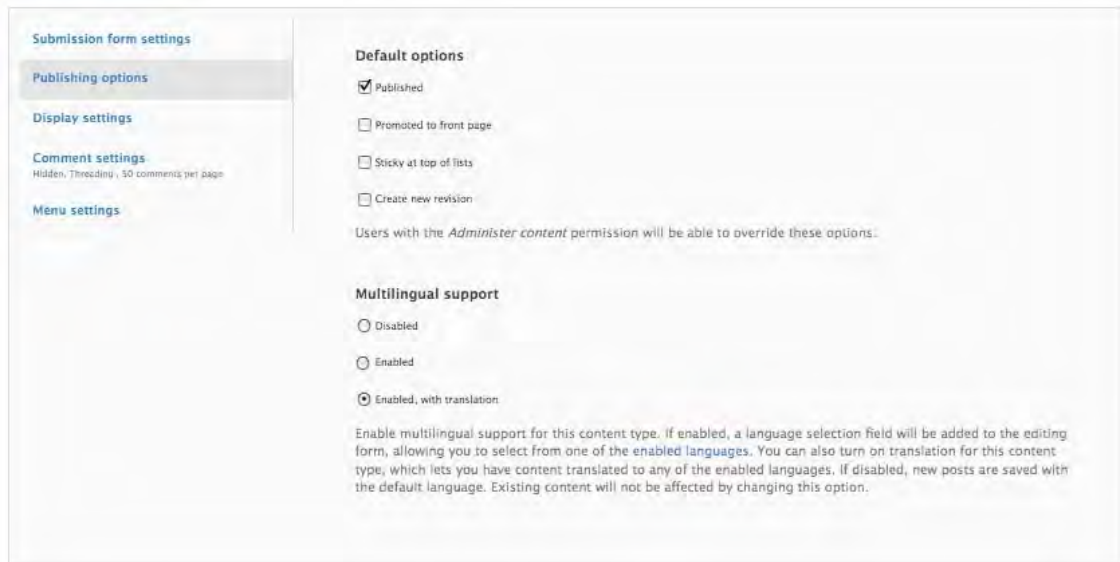 Submission form settings
Publishing options
Display settings
Comment settings
Hidden, Threading , 50 comments per page
Menu settings
Default options
Published
Promoted to front page
Sticky at top of lists
Create new revision
Users with the Administer content permission will be able to override these options.
Multilingual support
Disabled
Enabled
Enabled, with translation
Enable multilingual support for this content type. If enabled, a language selection field will be added to the editing
form, allowing you to select from one of the enabled languages. You can also turn on translation for this content
type, which lets you have content translated to any of the enabled languages. If disabled, new posts are saved with
the default language. Existing content will not be affected by changing this option.